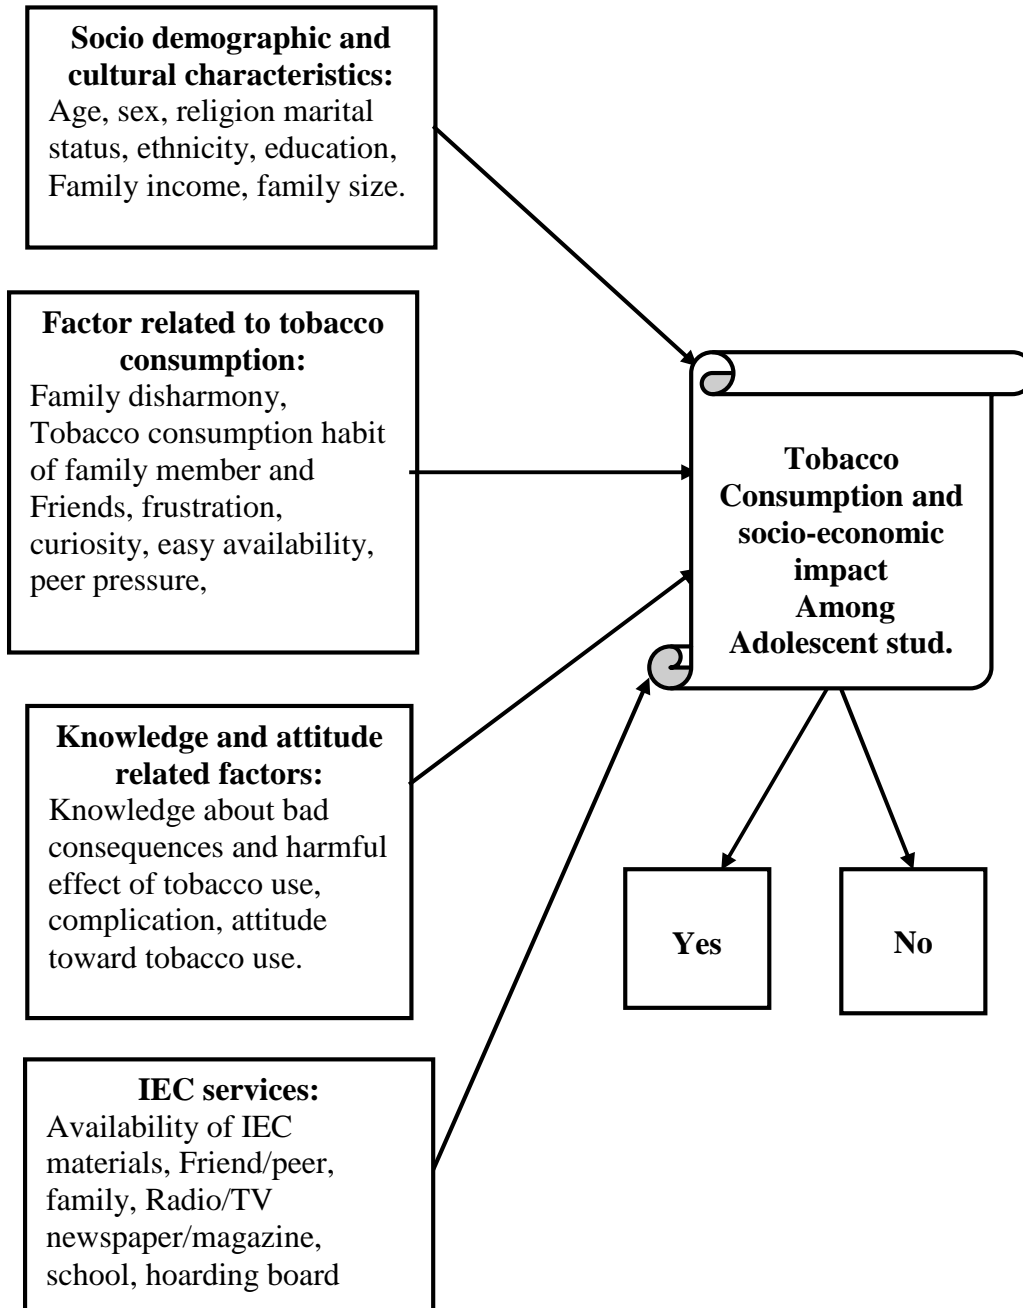 Socio demographic and
cultural characteristics:
Age, sex, religion marital
status, ethnicity, education,
Family income, family size.
Factor related to tobacco
consumption:
Family disharmony,
Tobacco consumption habit
of family member and
Friends, frustration,
curiosity, easy availability,
peer pressure,
Tobacco
Consumption and
socio-economic
impact
Among
Adolescent stud.
Knowledge and attitude
related factors:
Knowledge about bad
consequences and harmful
effect of tobacco use,
complication, attitude
toward tobacco use.
Yes
No
IEC services:
Availability of IEC
materials, Friend/peer,
family, Radio/TV
newspaper/magazine,
school, hoarding board